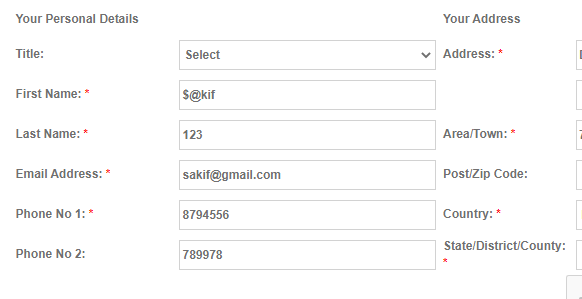 Your Personal Details
Your Address
Title:
Select
Address: *
First Name: *
$@kif
Last Name: *
123
Area/Town: *
Email Address: *
sakif@gmail.com
Post/Zip Code:
Phone No 1: *
8794556
Country: *
Phone No 2:
789978
State/District/County:
*